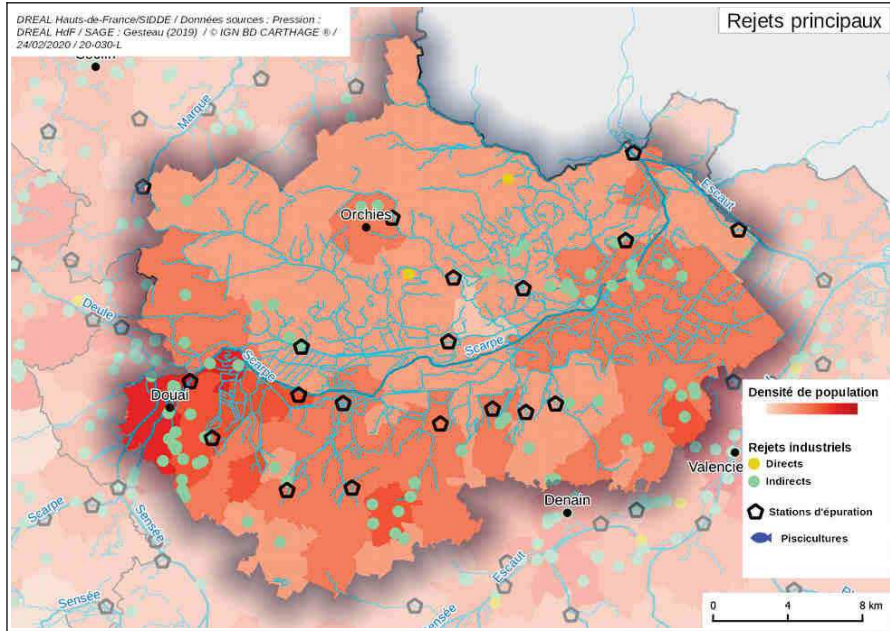 DREAL Hauts-de-France/SIDDE / Données sources : Pression :
DREAL HdF / SAGE : Gesteau (2019) / © IGN BD CARTHAGE ® /
24/02/2020 / 20-030-L
Rejets principaux
Marque
Escaut
Orchies
Deule
Scarpe
Scarpe
Douai
Densité de population
Rejets industriels
Directs
Indirects
Stations d'épuration
Piscicultures
Valencie
Denain
Scarpe
Sensée
Escaut
Sensée
Sensée
0 4 8 km